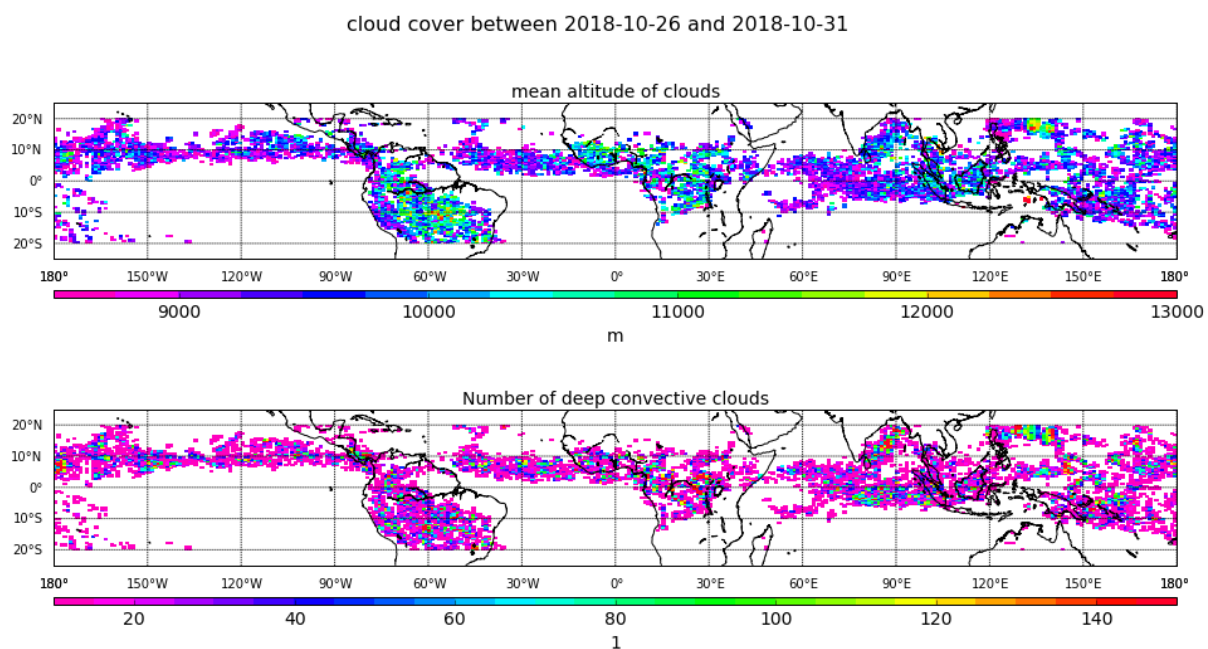 cloud cover between 2018-10-26 and 2018-10-31
mean altitude of clouds
20°N
10°N
0°
10°S
20°S
180° 150°W 120°W 90°W 60°W 30°W 0° 30°E 60°E 90°E 120°E 150°E 180°
9000 10000 11000 12000 13000
m
Number of deep convective clouds
20°N
10°N
0°
10°S
20°S
180° 150°W 120°W 90°W 60°W 30°W 0° 30°E 60°E 90°E 120°E 150°E 180°
20 40 60 80 100 120 140
1